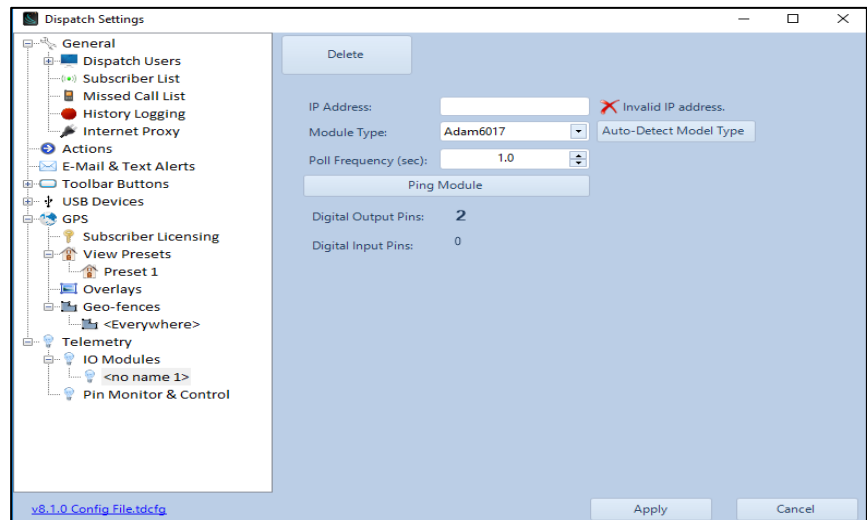 Dispatch Settings
General
Dispatch Users
Subscriber List
Missed Call List
History Logging
Internet Proxy
Actions
E-Mail & Text Alerts
Toolbar Buttons
USB Devices
GPS
Subscriber Licensing
View Presets
Preset 1
Overlays
Geo-fences
<Everywhere>
Telemetry
IO Modules
<no name 1>
Pin Monitor & Control
v8.1.0 Config File.tdcfg
Delete
IP Address:
Invalid IP address.
Module Type:
Adam6017
Auto-Detect Model Type
Poll Frequency (sec):
1.0
Ping Module
Digital Output Pins:
2
Digital Input Pins:
0
Apply
Cancel